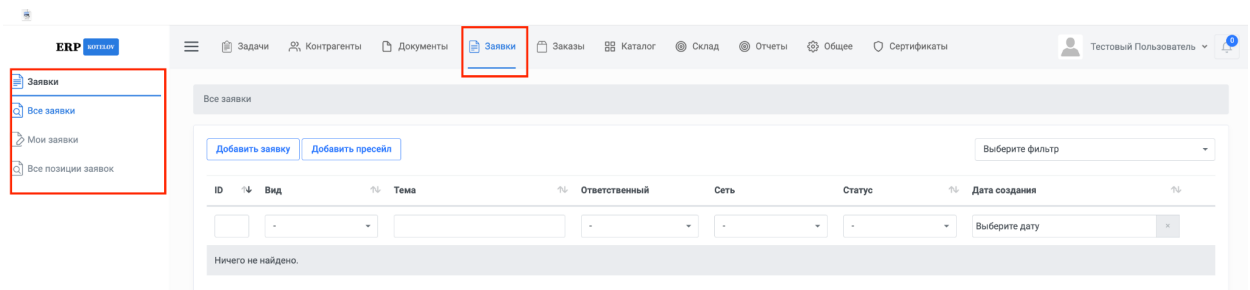 ERP KOTELOV
Задачи Контрагенты Документы Заявки Заказы Каталог Склад Отчеты Общее Сертификаты Тестовый Пользователь 0
Заявки
Все заявки
Мои заявки
Все позиции заявок
Все заявки
Добавить заявку Добавить пресейл Выберите фильтр
ID Вид Тема Ответственный Сеть Статус Дата создания
- - - - Выберите дату
Ничего не найдено.